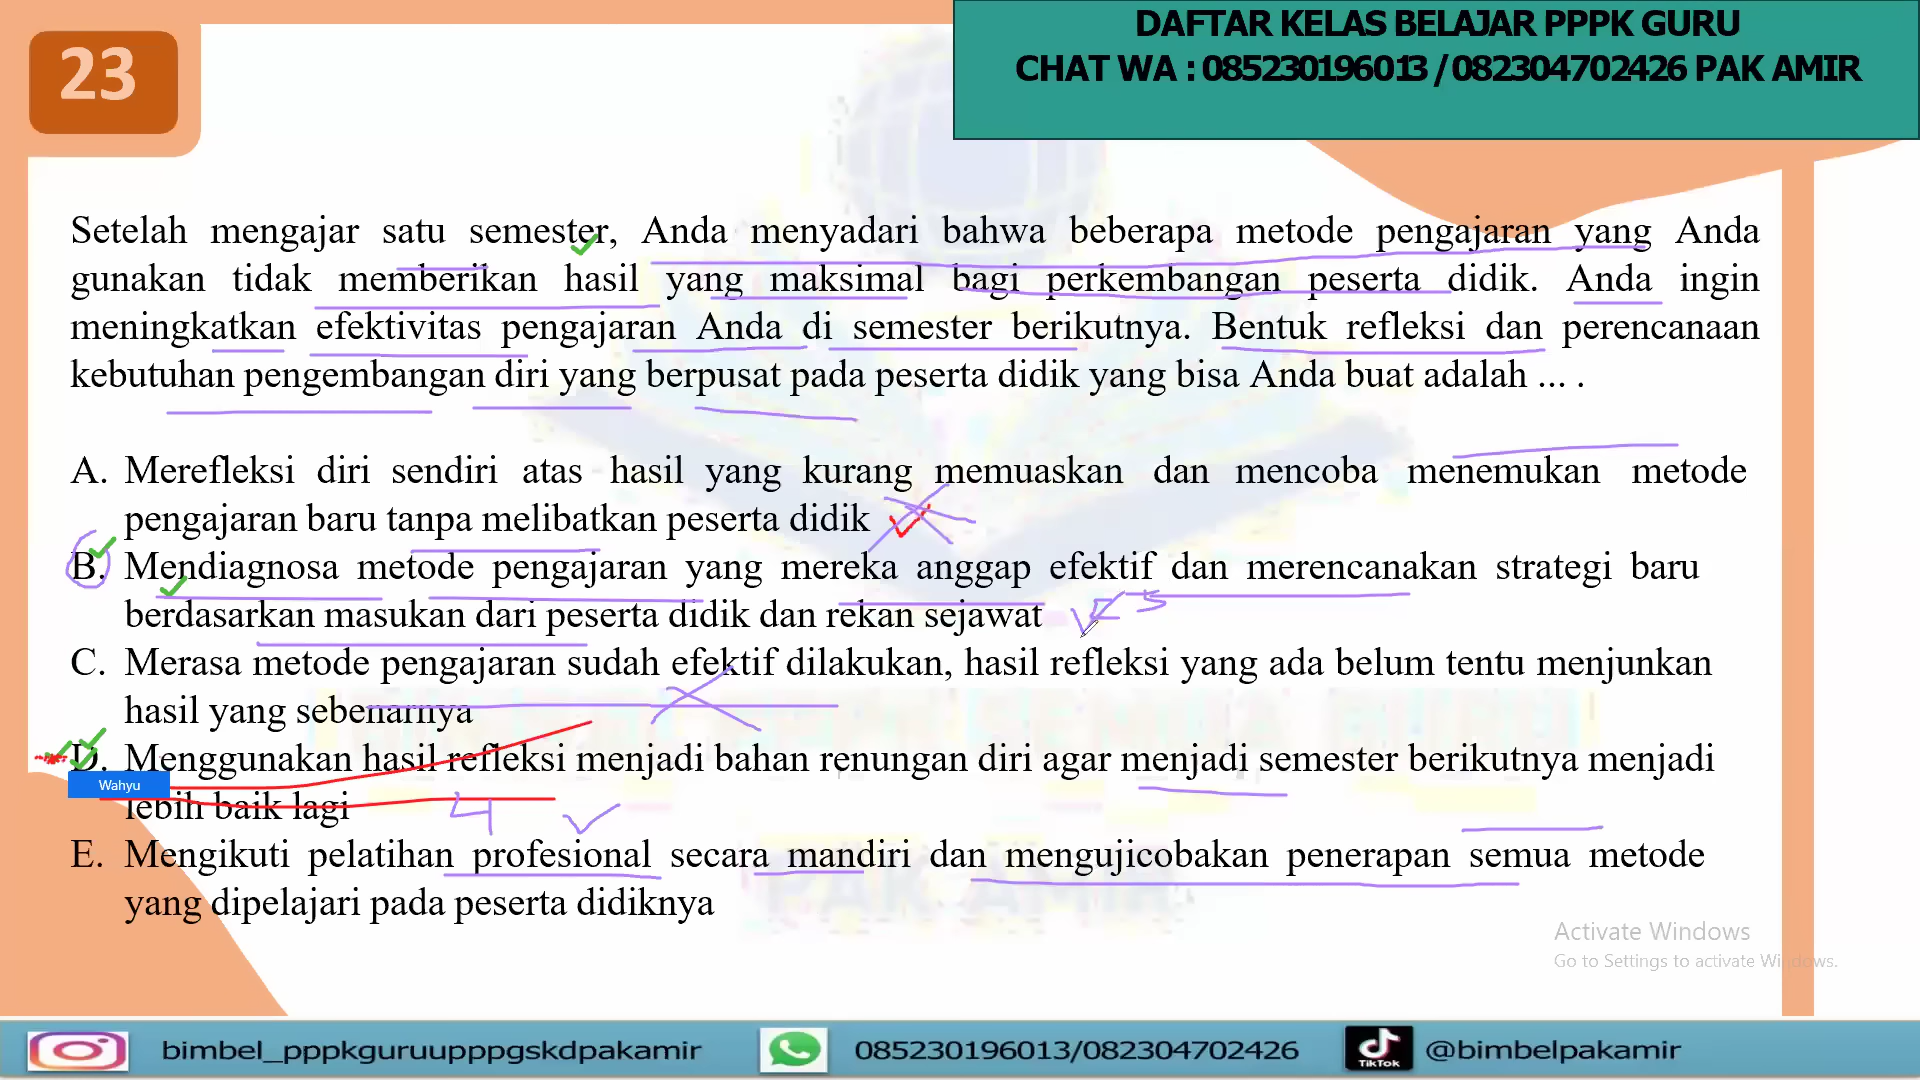 DAFTAR KELAS BELAJAR PPPK GURU
CHAT WA : 085230196013 / 082304702426 PAK AMIR
23
Setelah mengajar satu semester, Anda menyadari bahwa beberapa metode pengajaran yang Anda
gunakan tidak memberikan hasil yang maksimal bagi perkembangan peserta didik. Anda ingin
meningkatkan efektivitas pengajaran Anda di semester berikutnya. Bentuk refleksi dan perencanaan
kebutuhan pengembangan diri yang berpusat pada peserta didik yang bisa Anda buat adalah ... .
A. Merefleksi diri sendiri atas hasil yang kurang memuaskan dan mencoba menemukan metode
pengajaran baru tanpa melibatkan peserta didik
B. Mendiagnosa metode pengajaran yang mereka anggap efektif dan merencanakan strategi baru
berdasarkan masukan dari peserta didik dan rekan sejawat
5
C. Merasa metode pengajaran sudah efektif dilakukan, hasil refleksi yang ada belum tentu menjunkan
hasil yang sebenarnya
D. Menggunakan hasil refleksi menjadi bahan renungan diri agar menjadi semester berikutnya menjadi
Wahyu
lebih baik lagi
4
E. Mengikuti pelatihan profesional secara mandiri dan mengujicobakan penerapan semua metode
yang dipelajari pada peserta didiknya
PAK AMIR
Activate Windows
Go to Settings to activate Windows.
bimbel_pppkguruupppgskdpakamir
085230196013/082304702426
TikTok
@bimbelpakamir